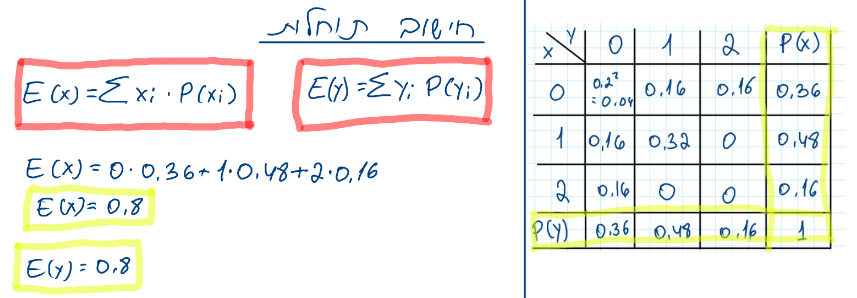 חישוב תוחלת
E(x) = Σ xᵢ · P(xᵢ)
E(y) = Σ yᵢ P(yᵢ)
E(x) = 0 · 0,36 + 1 · 0,48 + 2 · 0,16
E(x) = 0,8
E(y) = 0,8
x \ y 0 1 2 P(x)
0 0.2² = 0.04 0,16 0,16 0,36
1 0,16 0,32 0 0,48
2 0,16 0 0 0,16
P(y) 0,36 0,48 0,16 1